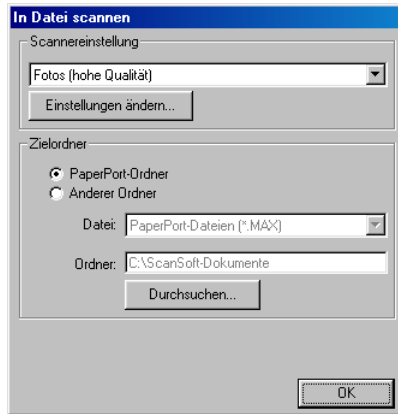 In Datei scannen
Scannereinstellung
Fotos (hohe Qualität)
Einstellungen ändern...
Zielordner
PaperPort-Ordner
Anderer Ordner
Datei: PaperPort-Dateien (*.MAX)
Ordner: C:\ScanSoft-Dokumente
Durchsuchen...
OK